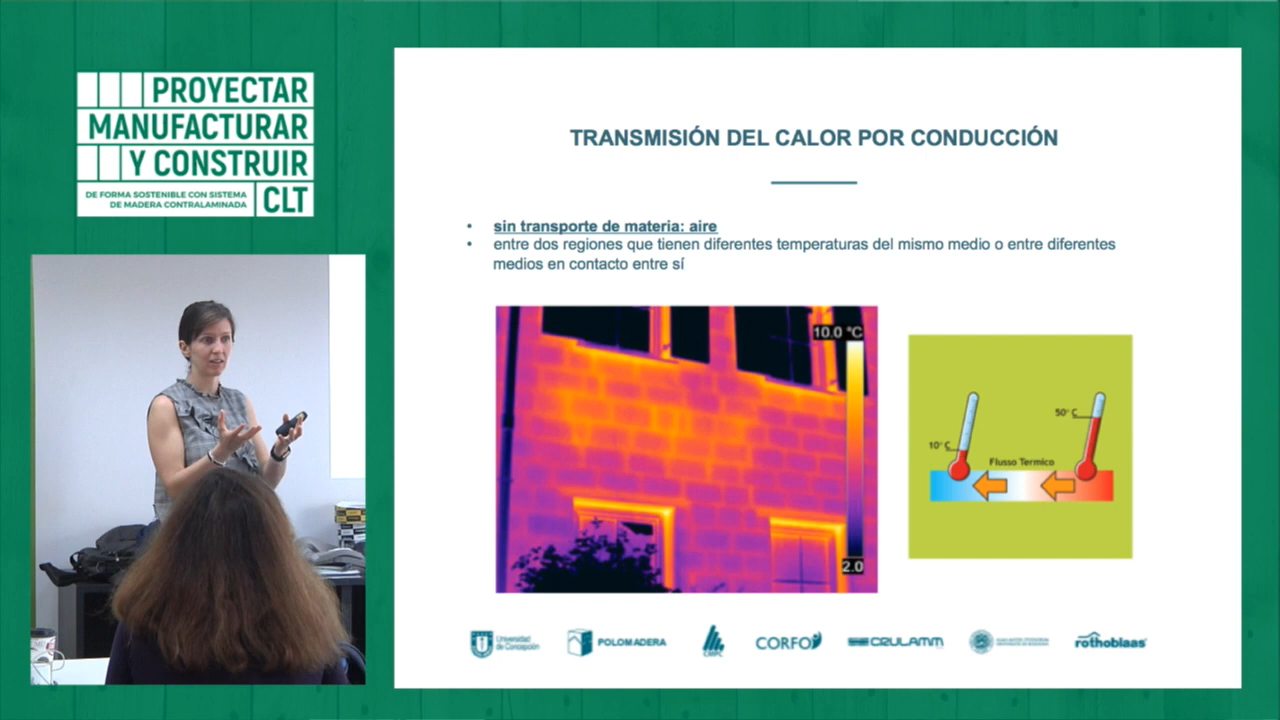 PROYECTAR
MANUFACTURAR
Y CONSTRUIR
DE FORMA SOSTENIBLE CON SISTEMA
DE MADERA CONTRALAMINADA
CLT
TRANSMISIÓN DEL CALOR POR CONDUCCIÓN
• sin transporte de materia: aire
• entre dos regiones que tienen diferentes temperaturas del mismo medio o entre diferentes
medios en contacto entre sí
10.0 °C
2.0
50° C
10° C
Flusso Termico
Universidad
de Concepción
POLOMADERA
CMPC
CORFO
CRULAMM
rothoblaas